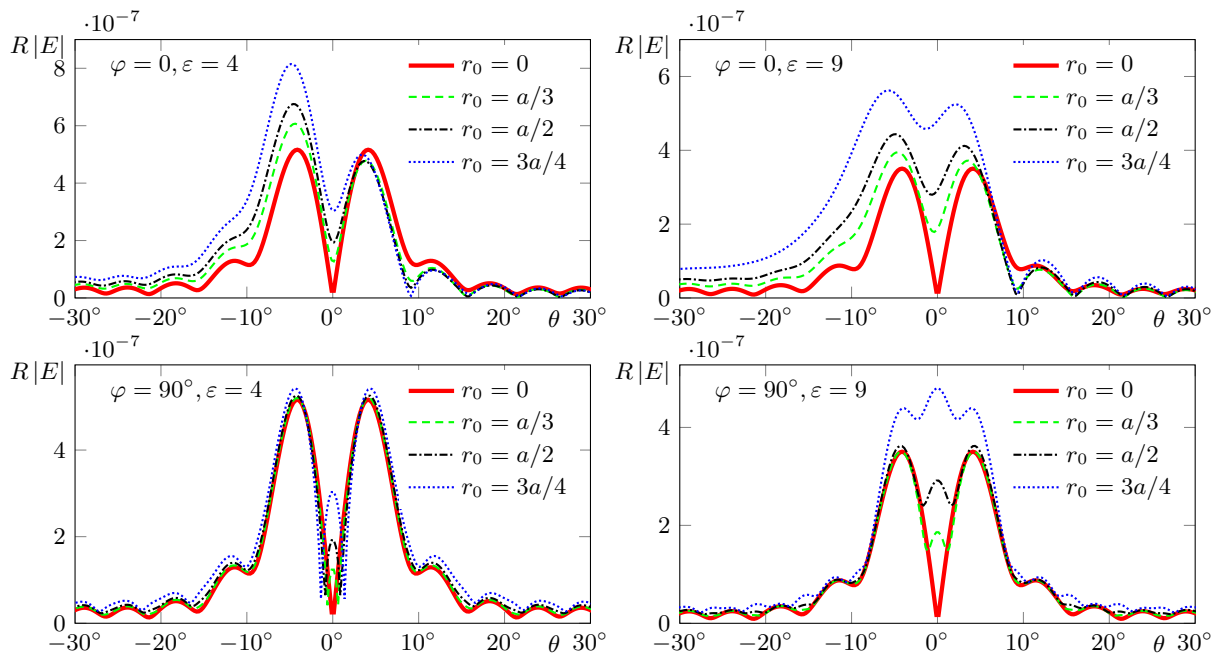 ·10⁻⁷
R |E|
φ = 0, ε = 4
r₀ = 0
r₀ = a/3
r₀ = a/2
r₀ = 3a/4
8
6
4
2
0
−30° −20° −10° 0° 10° 20° θ 30°
·10⁻⁷
R |E|
φ = 0, ε = 9
r₀ = 0
r₀ = a/3
r₀ = a/2
r₀ = 3a/4
6
4
2
0
−30° −20° −10° 0° 10° 20° θ 30°
·10⁻⁷
R |E|
φ = 90°, ε = 4
r₀ = 0
r₀ = a/3
r₀ = a/2
r₀ = 3a/4
4
2
0
−30° −20° −10° 0° 10° 20° θ 30°
·10⁻⁷
R |E|
φ = 90°, ε = 9
r₀ = 0
r₀ = a/3
r₀ = a/2
r₀ = 3a/4
4
2
0
−30° −20° −10° 0° 10° 20° θ 30°